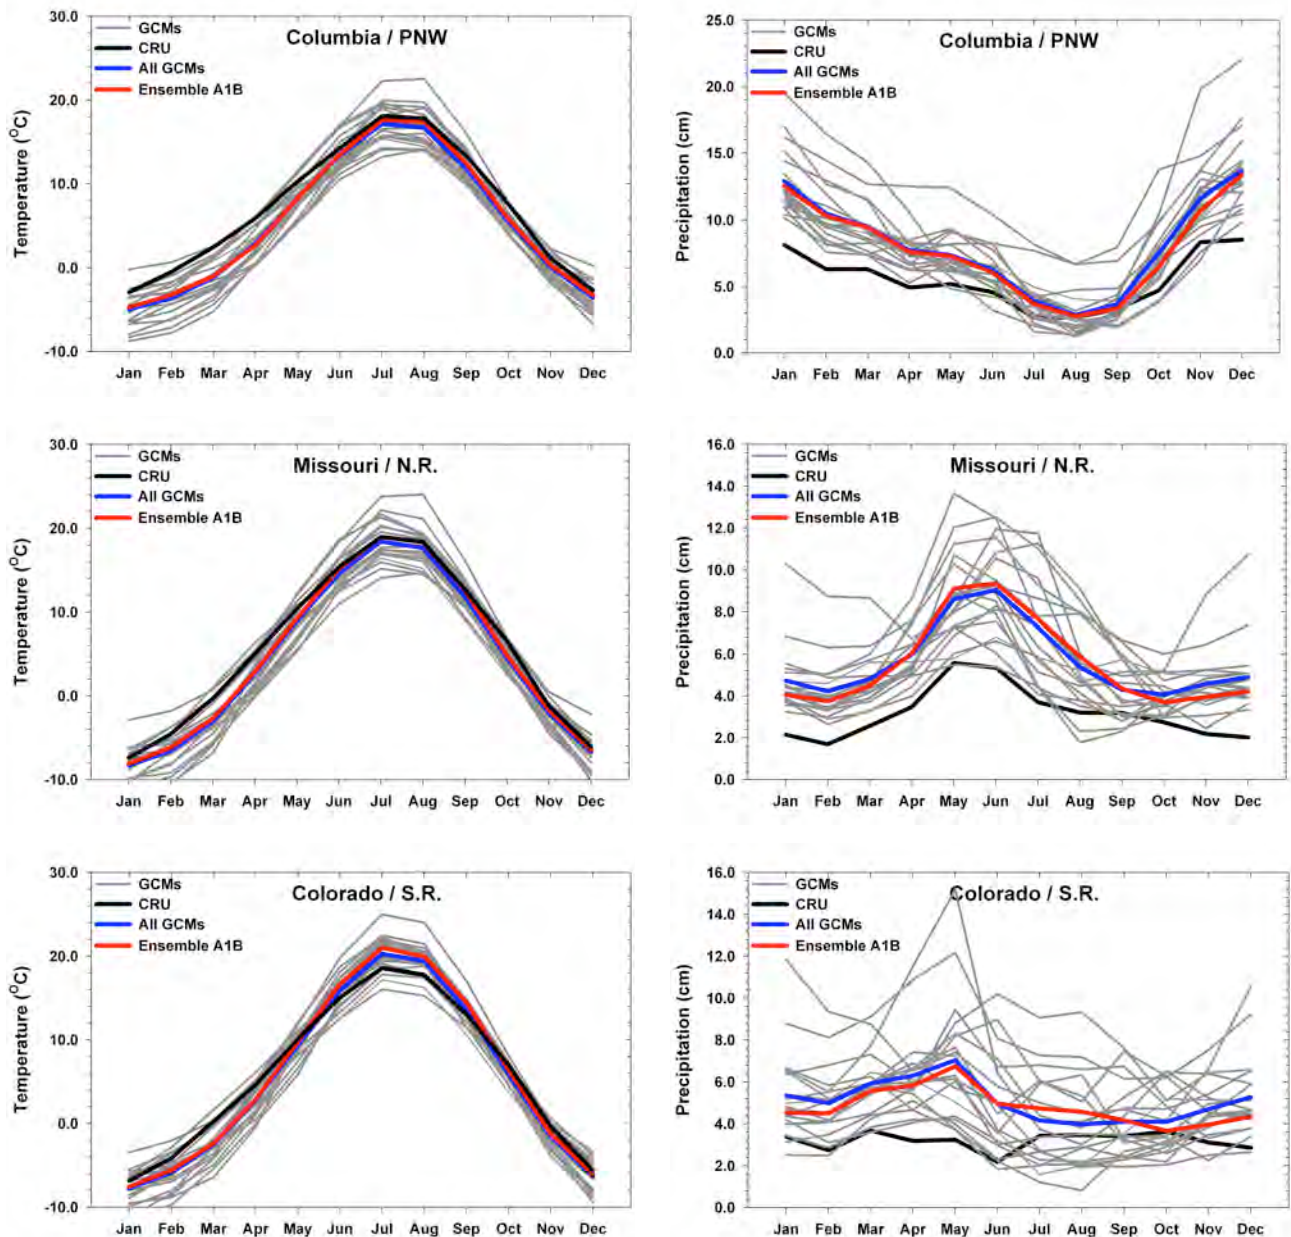 Columbia / PNW
GCMs
CRU
All GCMs
Ensemble A1B
Temperature (°C)
30.0
20.0
10.0
0.0
-10.0
Jan Feb Mar Apr May Jun Jul Aug Sep Oct Nov Dec
Columbia / PNW
GCMs
CRU
All GCMs
Ensemble A1B
Precipitation (cm)
25.0
20.0
15.0
10.0
5.0
0.0
Jan Feb Mar Apr May Jun Jul Aug Sep Oct Nov Dec
Missouri / N.R.
GCMs
CRU
All GCMs
Ensemble A1B
Temperature (°C)
30.0
20.0
10.0
0.0
-10.0
Jan Feb Mar Apr May Jun Jul Aug Sep Oct Nov Dec
Missouri / N.R.
GCMs
CRU
All GCMs
Ensemble A1B
Precipitation (cm)
16.0
14.0
12.0
10.0
8.0
6.0
4.0
2.0
0.0
Jan Feb Mar Apr May Jun Jul Aug Sep Oct Nov Dec
Colorado / S.R.
GCMs
CRU
All GCMs
Ensemble A1B
Temperature (°C)
30.0
20.0
10.0
0.0
-10.0
Jan Feb Mar Apr May Jun Jul Aug Sep Oct Nov Dec
Colorado / S.R.
GCMs
CRU
All GCMs
Ensemble A1B
Precipitation (cm)
16.0
14.0
12.0
10.0
8.0
6.0
4.0
2.0
0.0
Jan Feb Mar Apr May Jun Jul Aug Sep Oct Nov Dec